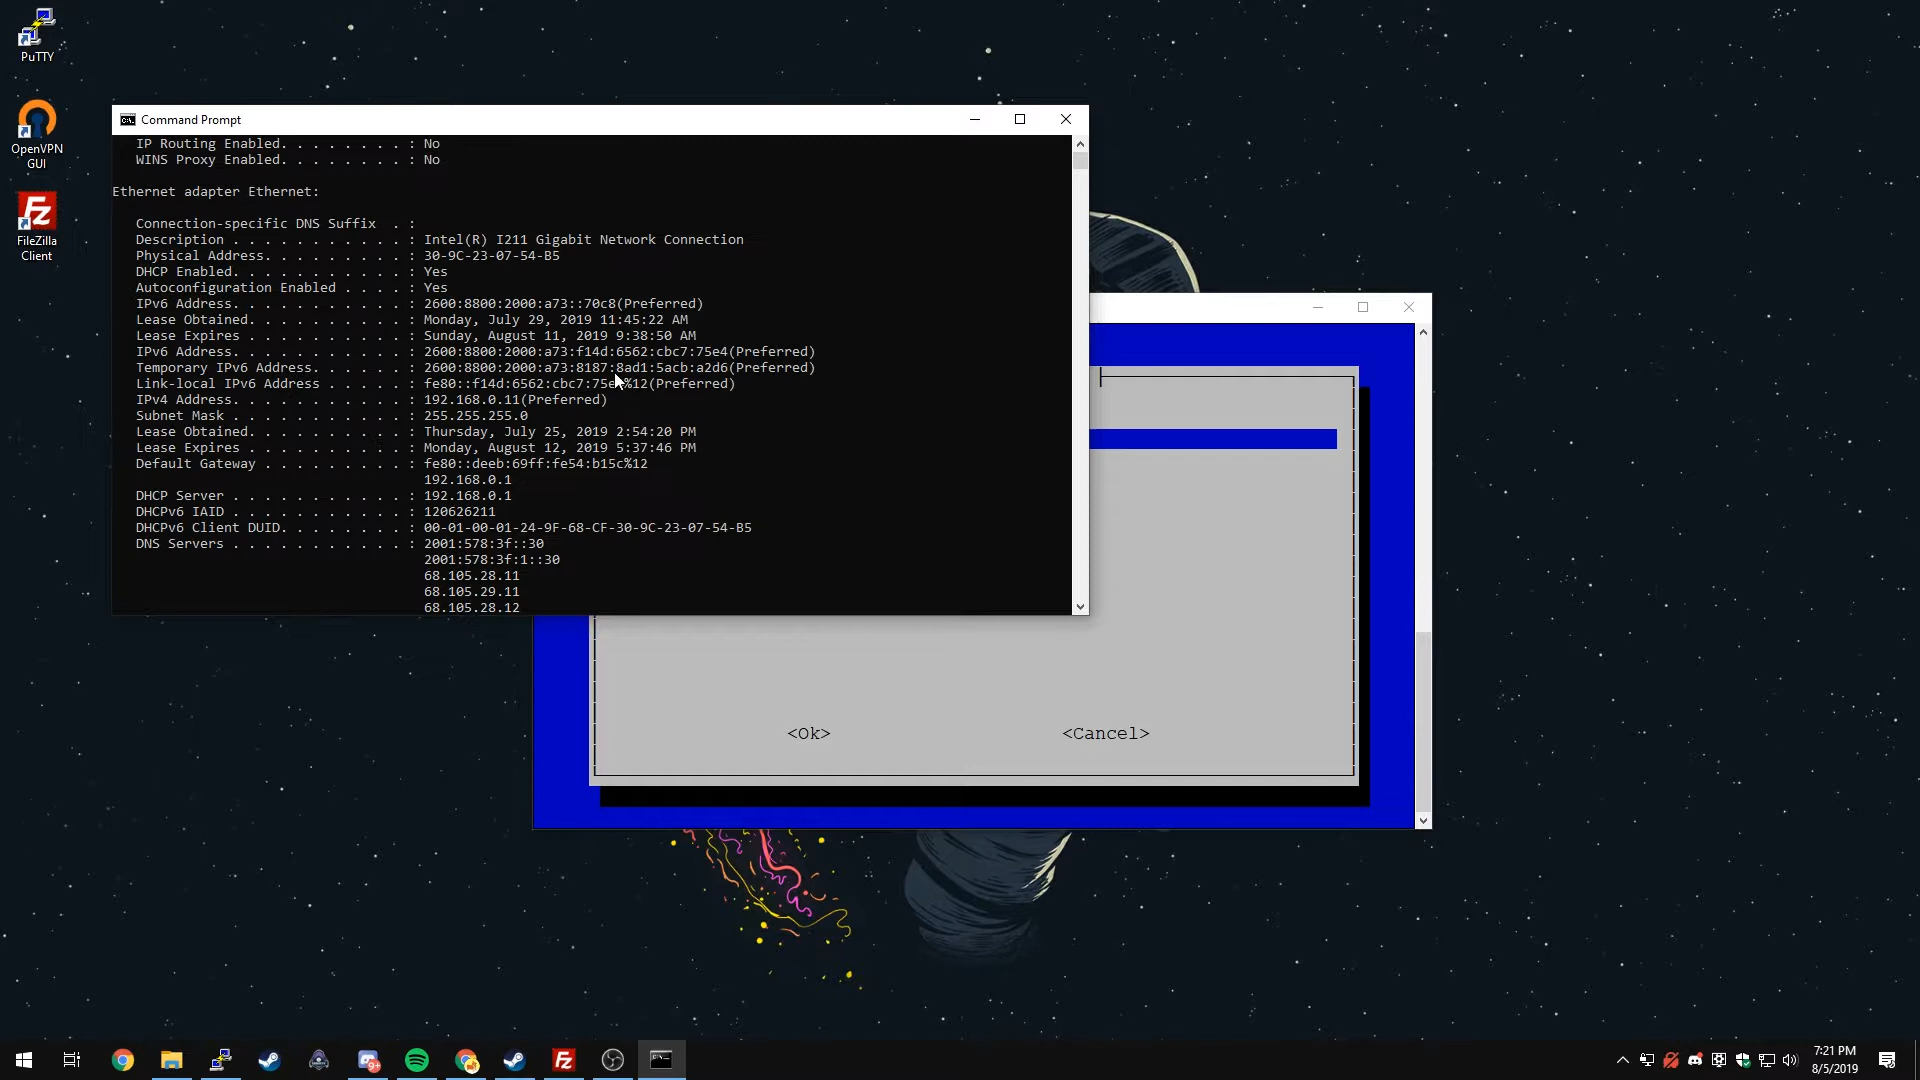 PuTTY
OpenVPN
GUI
FileZilla
Client
Command Prompt
IP Routing Enabled. . . . . . . . : No
WINS Proxy Enabled. . . . . . . . : No
Ethernet adapter Ethernet:
Connection-specific DNS Suffix  . :
Description . . . . . . . . . . . : Intel(R) I211 Gigabit Network Connection
Physical Address. . . . . . . . . : 30-9C-23-07-54-B5
DHCP Enabled. . . . . . . . . . . : Yes
Autoconfiguration Enabled . . . . : Yes
IPv6 Address. . . . . . . . . . . : 2600:8800:2000:a73::70c8(Preferred)
Lease Obtained. . . . . . . . . . : Monday, July 29, 2019 11:45:22 AM
Lease Expires . . . . . . . . . . : Sunday, August 11, 2019 9:38:50 AM
IPv6 Address. . . . . . . . . . . : 2600:8800:2000:a73:f14d:6562:cbc7:75e4(Preferred)
Temporary IPv6 Address. . . . . . : 2600:8800:2000:a73:8187:8ad1:5acb:a2d6(Preferred)
Link-local IPv6 Address . . . . . : fe80::f14d:6562:cbc7:75e4%12(Preferred)
IPv4 Address. . . . . . . . . . . : 192.168.0.11(Preferred)
Subnet Mask . . . . . . . . . . . : 255.255.255.0
Lease Obtained. . . . . . . . . . : Thursday, July 25, 2019 2:54:20 PM
Lease Expires . . . . . . . . . . : Monday, August 12, 2019 5:37:46 PM
Default Gateway . . . . . . . . . : fe80::deeb:69ff:fe54:b15c%12
192.168.0.1
DHCP Server . . . . . . . . . . . : 192.168.0.1
DHCPv6 IAID . . . . . . . . . . . : 120626211
DHCPv6 Client DUID. . . . . . . . : 00-01-00-01-24-9F-68-CF-30-9C-23-07-54-B5
DNS Servers . . . . . . . . . . . : 2001:578:3f::30
2001:578:3f:1::30
68.105.28.11
68.105.29.11
68.105.28.12
<Ok> <Cancel>
9+
7:21 PM
8/5/2019